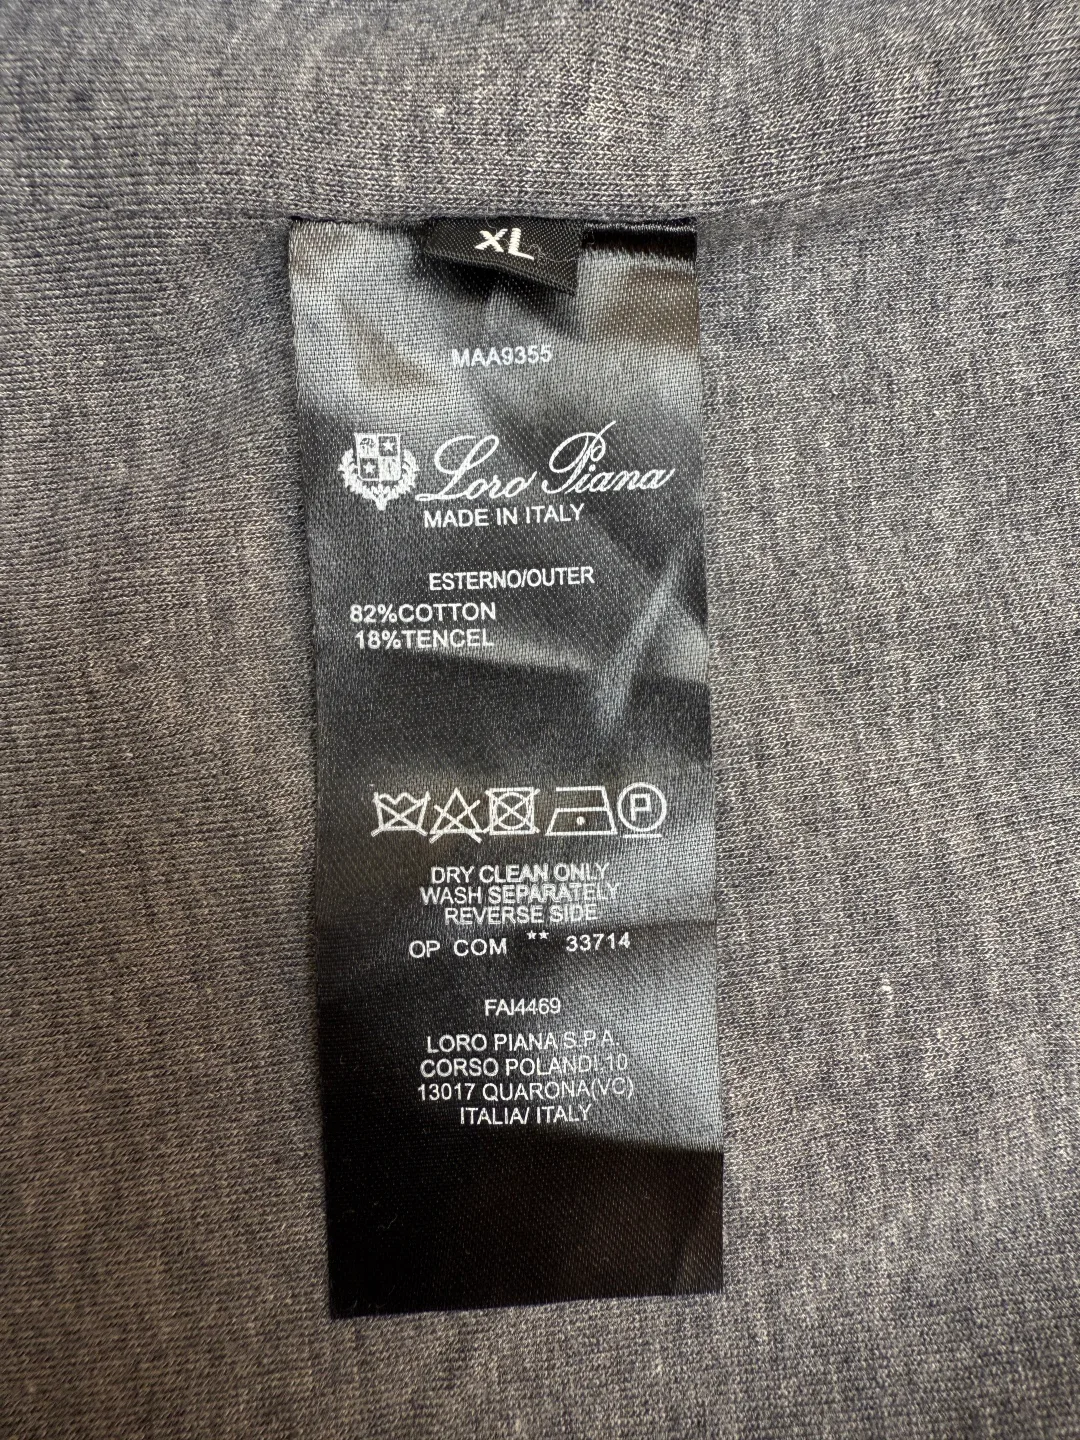 XL
MAA9355
Loro Piana
MADE IN ITALY
ESTERNO/OUTER
82%COTTON
18%TENCEL
P
DRY CLEAN ONLY
WASH SEPARATELY
REVERSE SIDE
OP COM ** 33714
FAI4469
LORO PIANA S.P.A.
CORSO POLANDI,10
13017 QUARONA(VC)
ITALIA/ ITALY